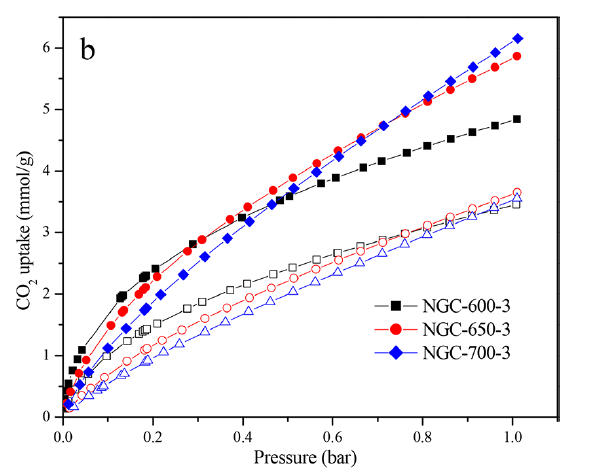 b
6
5
4
3
2
1
0
CO2 uptake (mmol/g)
NGC-600-3
NGC-650-3
NGC-700-3
0.0 0.2 0.4 0.6 0.8 1.0
Pressure (bar)